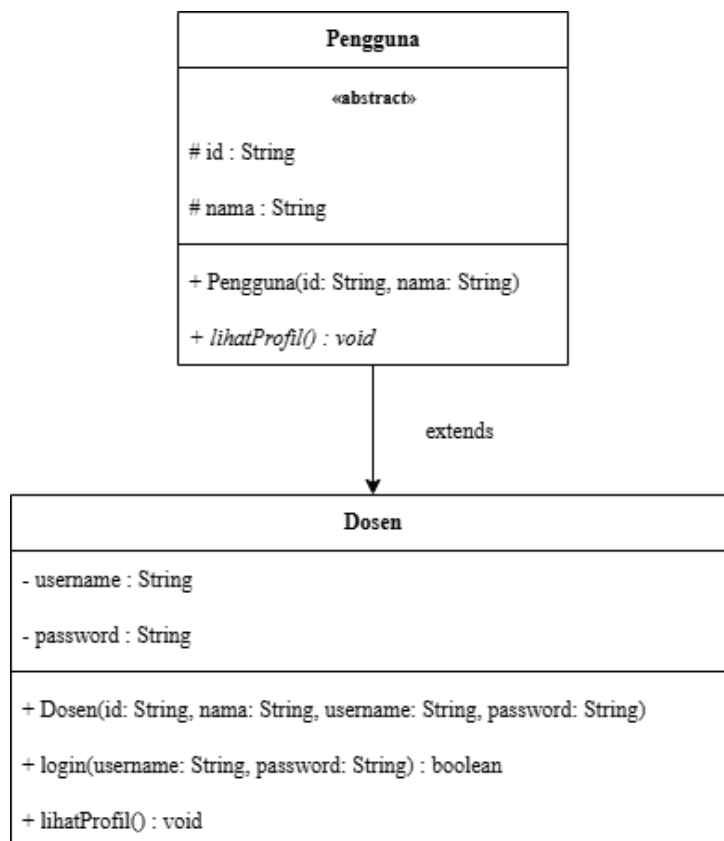 Pengguna
«abstract»
# id : String
# nama : String
+ Pengguna(id: String, nama: String)
+ lihatProfil() : void
extends
Dosen
- username : String
- password : String
+ Dosen(id: String, nama: String, username: String, password: String)
+ login(username: String, password: String) : boolean
+ lihatProfil() : void